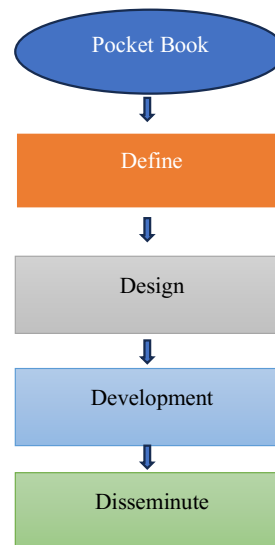 Pocket Book
Define
Design
Development
Disseminute